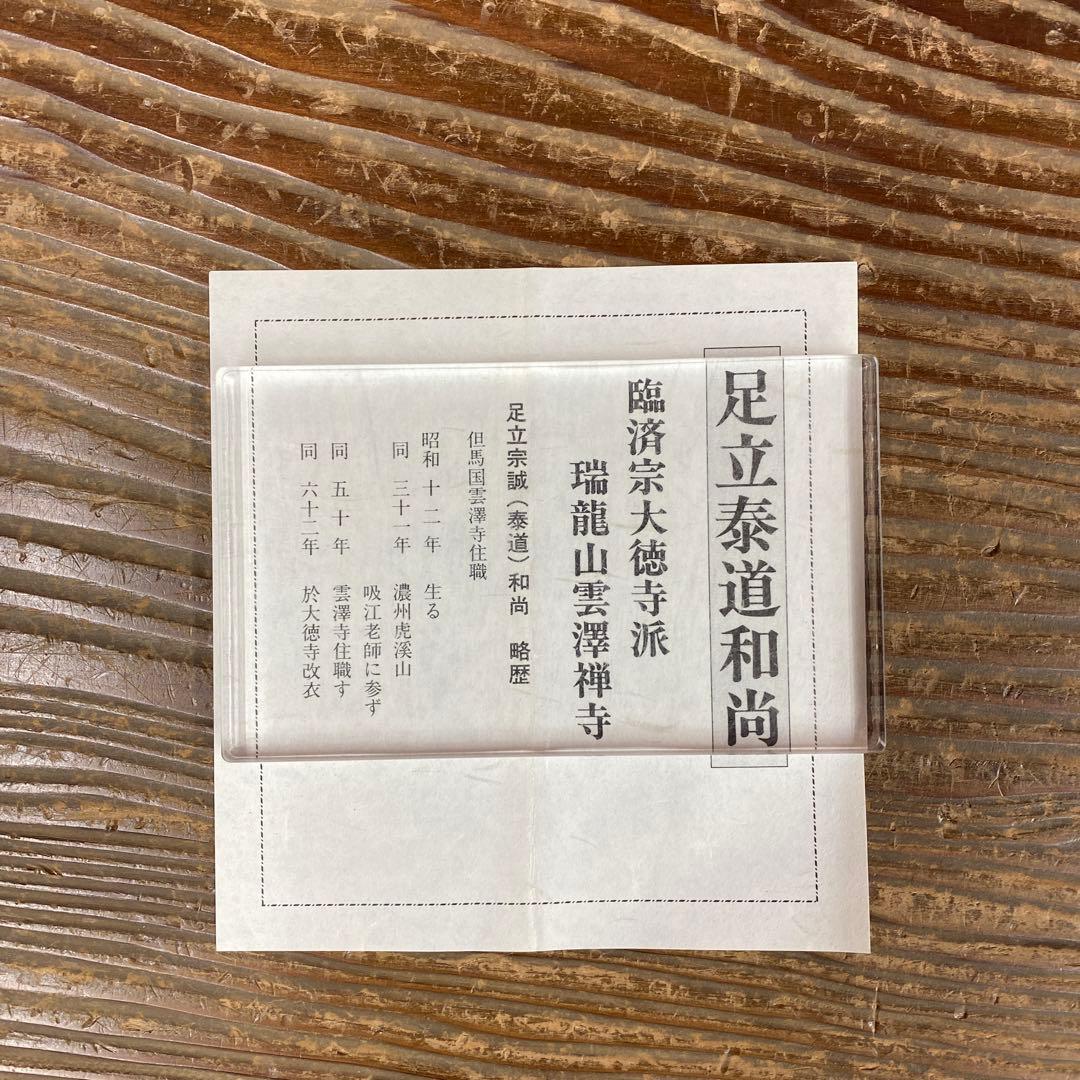 足立泰道和尚
臨済宗大徳寺派
瑞龍山雲澤禅寺
足立宗誠（泰道）和尚　略歴
但馬国雲澤寺住職
昭和　十二年　生る
同　三十一年　濃州虎溪山
吸江老師に参ず
同　五十年　雲澤寺住職す
同　六十二年　於大徳寺改衣